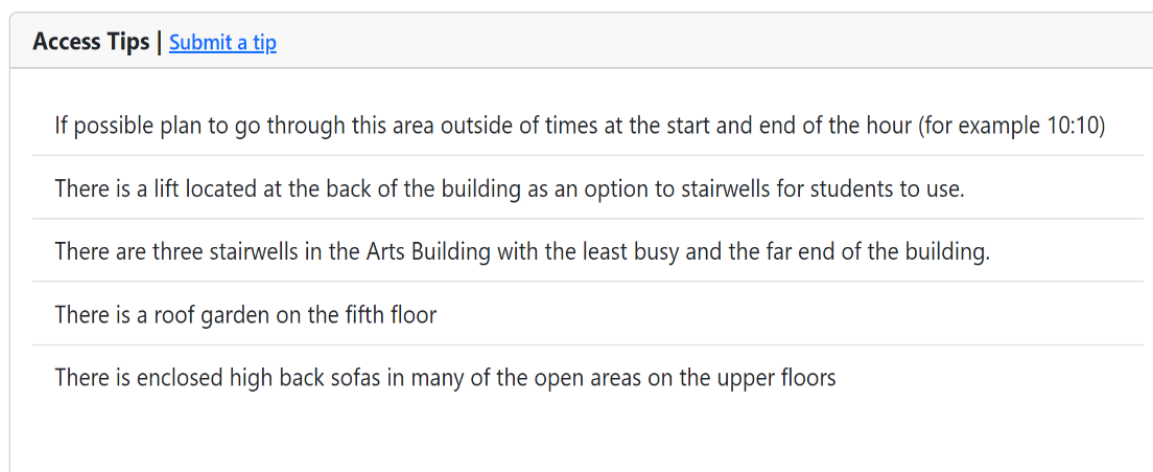 Access Tips | Submit a tip
If possible plan to go through this area outside of times at the start and end of the hour (for example 10:10)
There is a lift located at the back of the building as an option to stairwells for students to use.
There are three stairwells in the Arts Building with the least busy and the far end of the building.
There is a roof garden on the fifth floor
There is enclosed high back sofas in many of the open areas on the upper floors